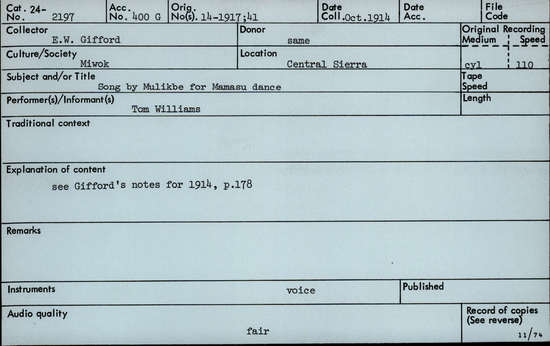 Cat. 24- Acc. Orig. Date Date File
No. 2197 No. 400 G No(s). 14-1917;41 Coll. Oct.1914 Acc. Code
Collector Donor Original Recording
E.W. Gifford same Medium Speed
Culture/Society Location
Miwok Central Sierra cyl 110
Subject and/or Title Tape
Song by Mulikbe for Mamasu dance Speed
Performer(s)/Informant(s) Length
Tom Williams
Traditional context
Explanation of content
see Gifford's notes for 1914, p.178
Remarks
Instruments voice Published
Audio quality Record of copies
(See reverse)
fair 11/74